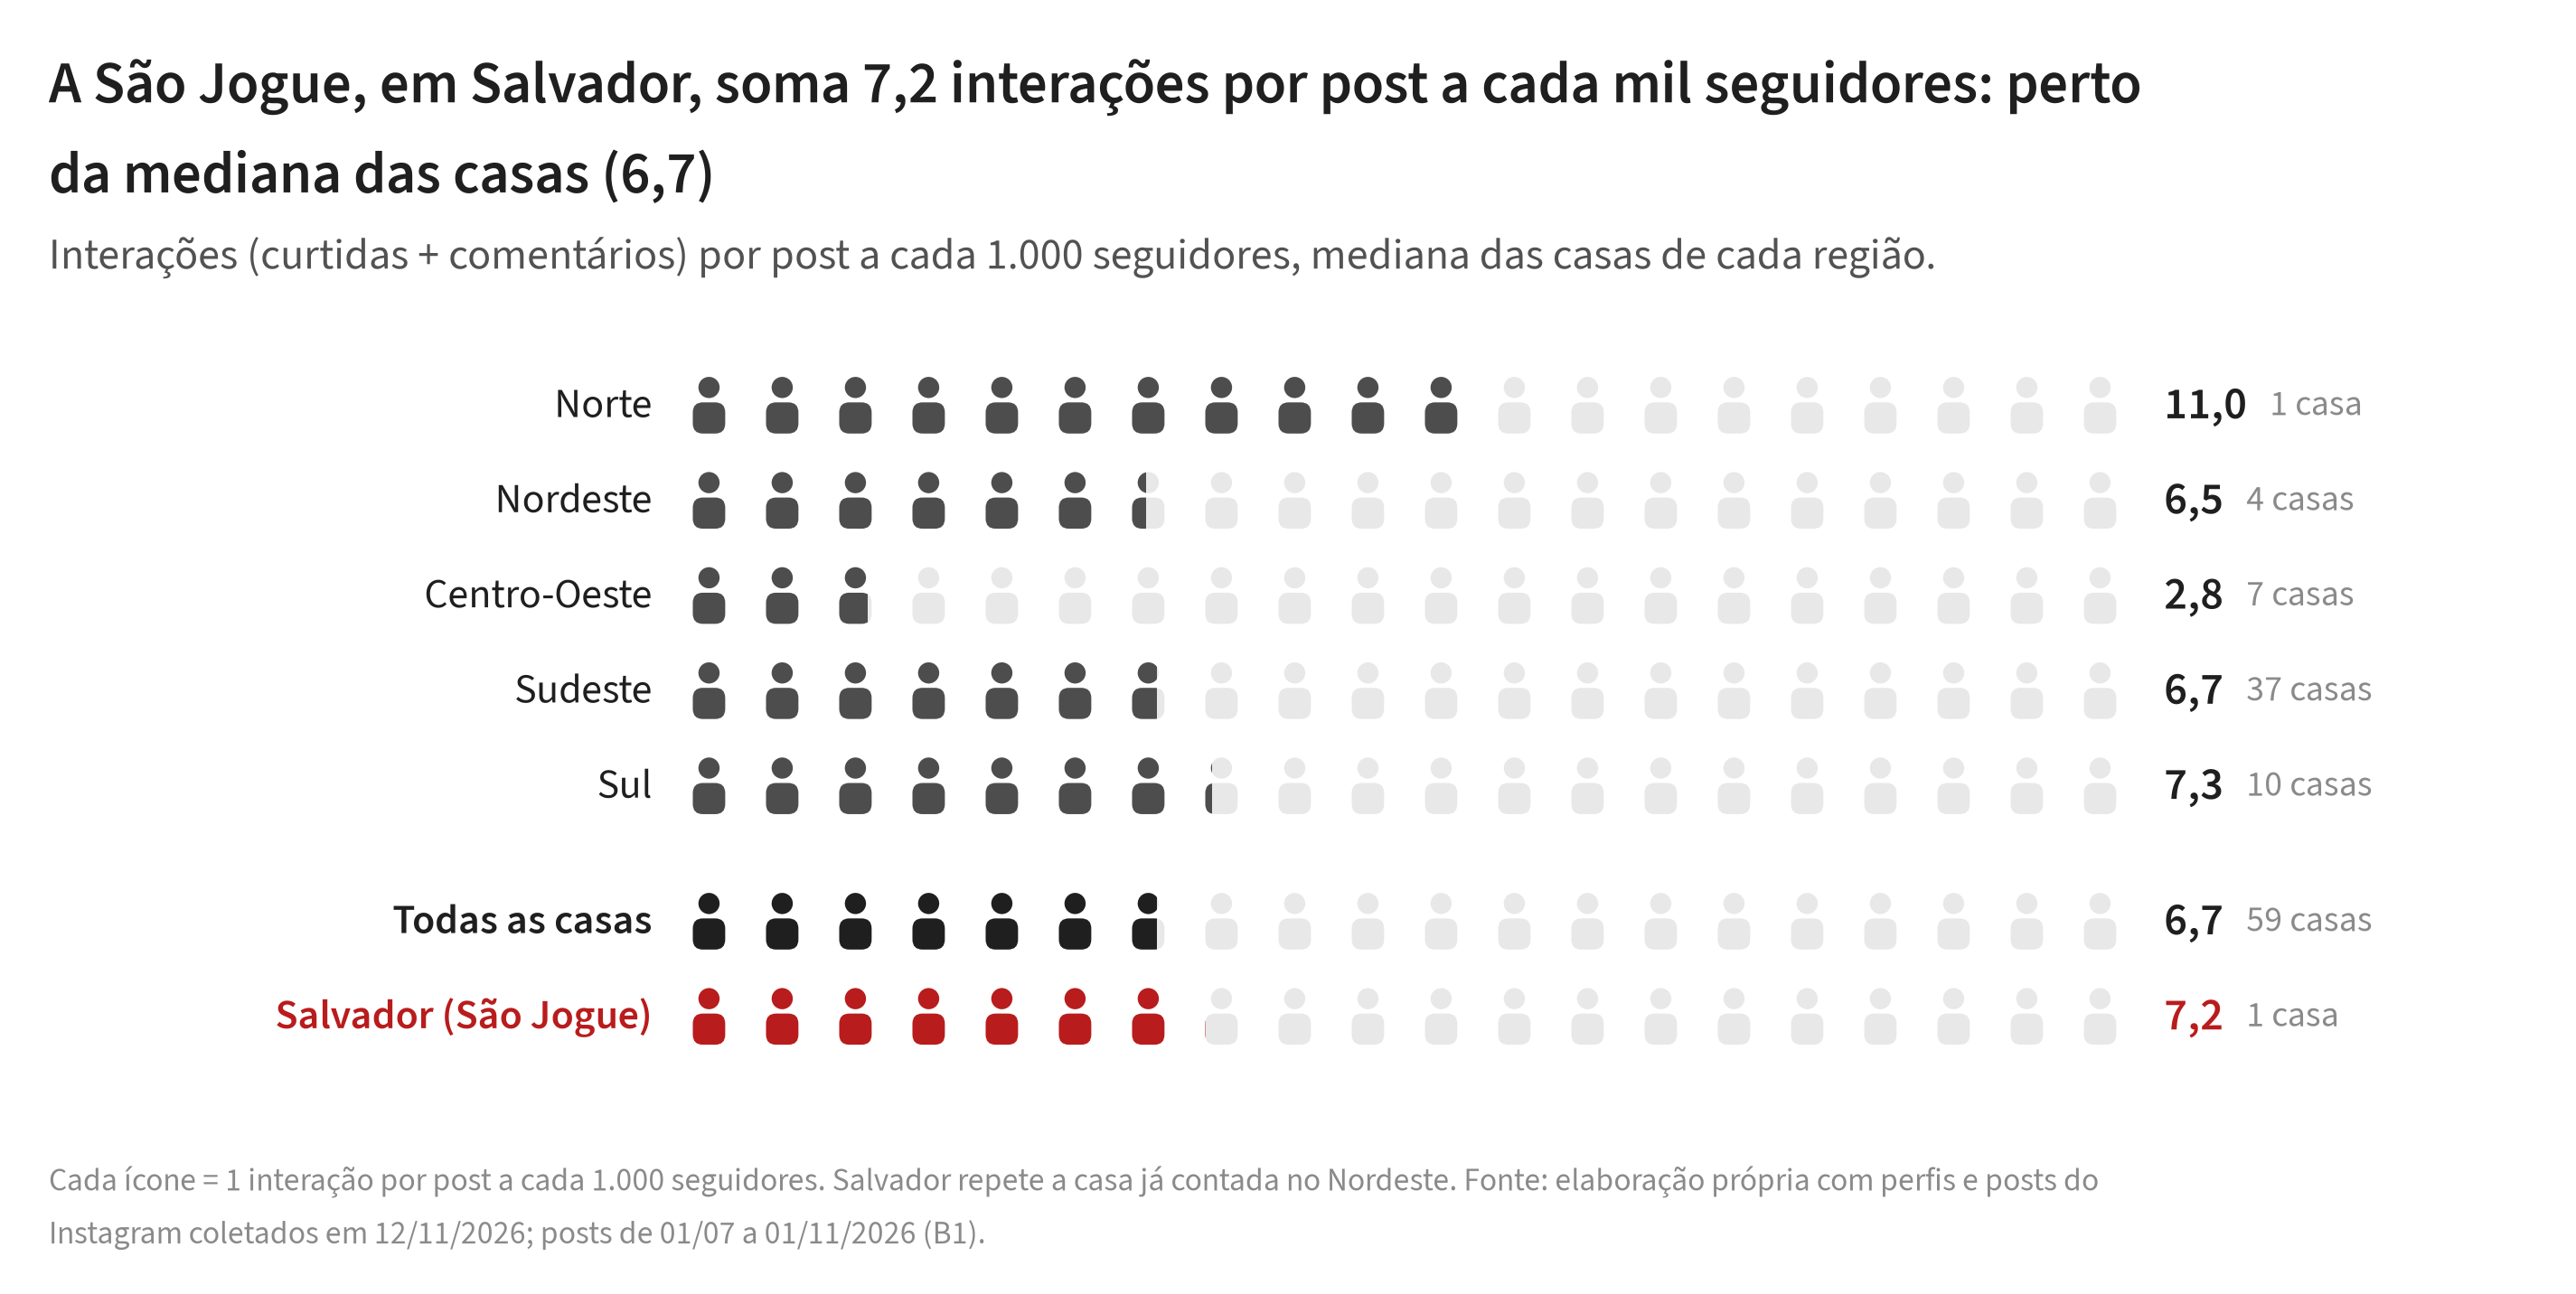 A São Jogue, em Salvador, soma 7,2 interações por post a cada mil seguidores: perto
da mediana das casas (6,7)
Interações (curtidas + comentários) por post a cada 1.000 seguidores, mediana das casas de cada região.
Norte 11,0 1 casa
Nordeste 6,5 4 casas
Centro-Oeste 2,8 7 casas
Sudeste 6,7 37 casas
Sul 7,3 10 casas
Todas as casas 6,7 59 casas
Salvador (São Jogue) 7,2 1 casa
Cada ícone = 1 interação por post a cada 1.000 seguidores. Salvador repete a casa já contada no Nordeste. Fonte: elaboração própria com perfis e posts do
Instagram coletados em 12/11/2026; posts de 01/07 a 01/11/2026 (B1).